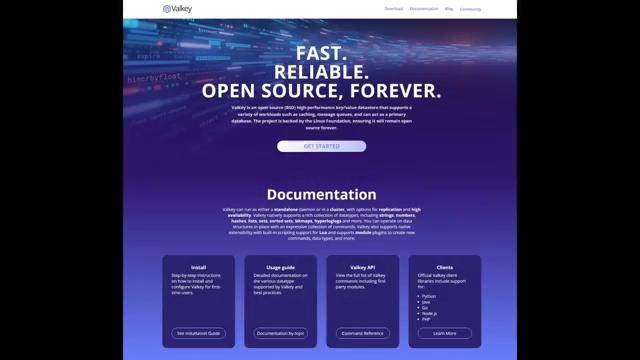 Valkey
Download Documentation Blog Community
expire
hincrbyfloat
FAST.
RELIABLE.
OPEN SOURCE, FOREVER.
Valkey is an open source (BSD) high-performance key/value datastore that supports a
variety of workloads such as caching, message queues, and can act as a primary
database. The project is backed by the Linux Foundation, ensuring it will remain open
source forever.
GET STARTED
Documentation
Valkey can run as either a standalone daemon or in a cluster, with options for replication and high
availability. Valkey natively supports a rich collection of datatypes, including strings, numbers,
hashes, lists, sets, sorted sets, bitmaps, hyperloglogs and more. You can operate on data
structures in-place with an expressive collection of commands. Valkey also supports native
extensibility with built-in scripting support for Lua and supports module plugins to create new
commands, data types, and more.
Install
Step-by-step instructions
on how to install and
configure Valkey for first-
time users.
See Installation Guide
Usage guide
Detailed documentation on
the various datatype
supported by Valkey and
best practices.
Documentation by topic
Valkey API
View the full list of Valkey
commands including first
party modules.
Command Reference
Clients
Official Valkey client
libraries include support
for:
• Python
• Java
• Go
• Node.js
• PHP
Learn More